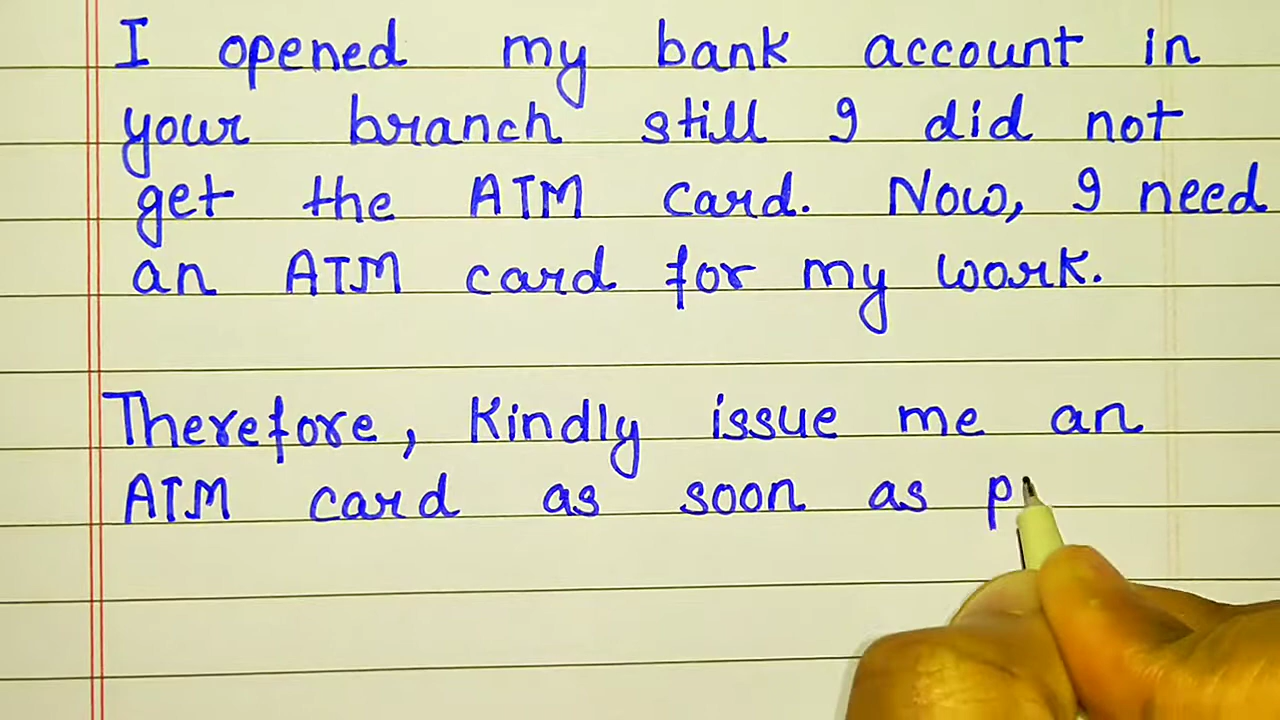 I opened my bank account in
your branch still I did not
get the ATM card. Now, I need
an ATM card for my work.
Therefore, Kindly issue me an
ATM card as soon as p